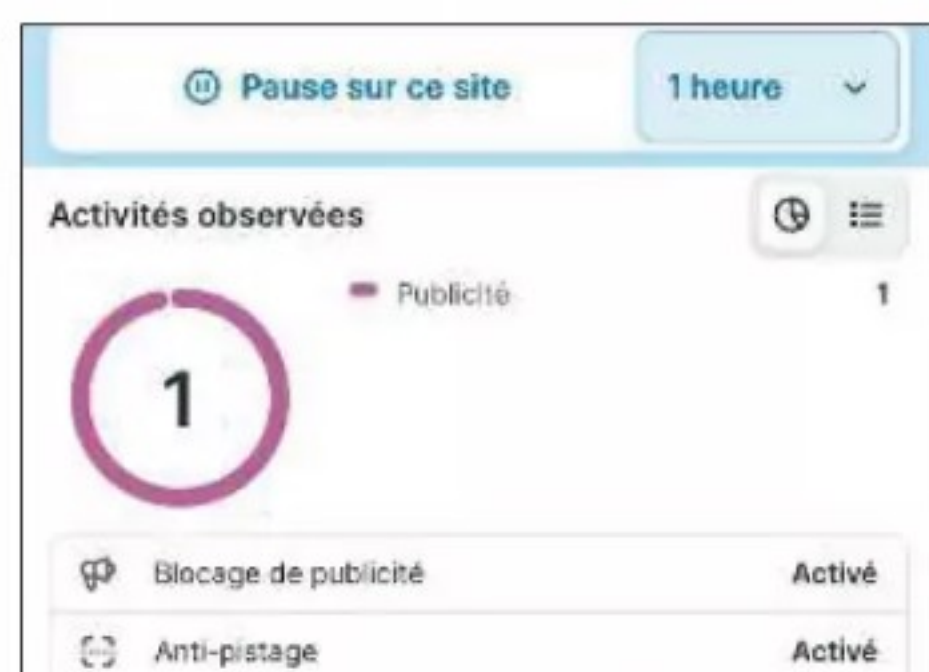 Pause sur ce site
1 heure
Activités observées
Publicité 1
1
Blocage de publicité Activé
Anti-pistage Activé